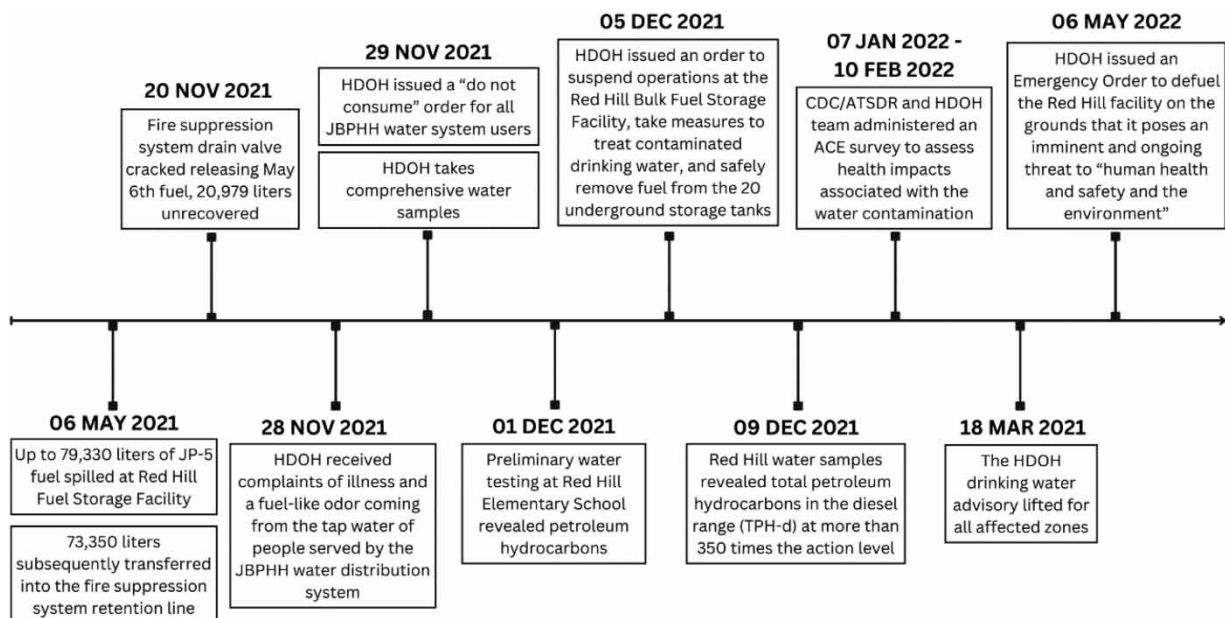 06 MAY 2021
Up to 79,330 liters of JP-5
fuel spilled at Red Hill
Fuel Storage Facility
73,350 liters
subsequently transferred
into the fire suppression
system retention line
20 NOV 2021
Fire suppression
system drain valve
cracked releasing May
6th fuel, 20,979 liters
unrecovered
28 NOV 2021
HDOH received
complaints of illness and
a fuel-like odor coming
from the tap water of
people served by the
JBPHH water distribution
system
29 NOV 2021
HDOH issued a “do not
consume” order for all
JBPHH water system users
HDOH takes
comprehensive water
samples
01 DEC 2021
Preliminary water
testing at Red Hill
Elementary School
revealed petroleum
hydrocarbons
05 DEC 2021
HDOH issued an order to
suspend operations at the
Red Hill Bulk Fuel Storage
Facility, take measures to
treat contaminated
drinking water, and safely
remove fuel from the 20
underground storage tanks
09 DEC 2021
Red Hill water samples
revealed total petroleum
hydrocarbons in the diesel
range (TPH-d) at more than
350 times the action level
07 JAN 2022 -
10 FEB 2022
CDC/ATSDR and HDOH
team administered an
ACE survey to assess
health impacts
associated with the
water contamination
18 MAR 2021
The HDOH
drinking water
advisory lifted for
all affected zones
06 MAY 2022
HDOH issued an
Emergency Order to defuel
the Red Hill facility on the
grounds that it poses an
imminent and ongoing
threat to “human health
and safety and the
environment”